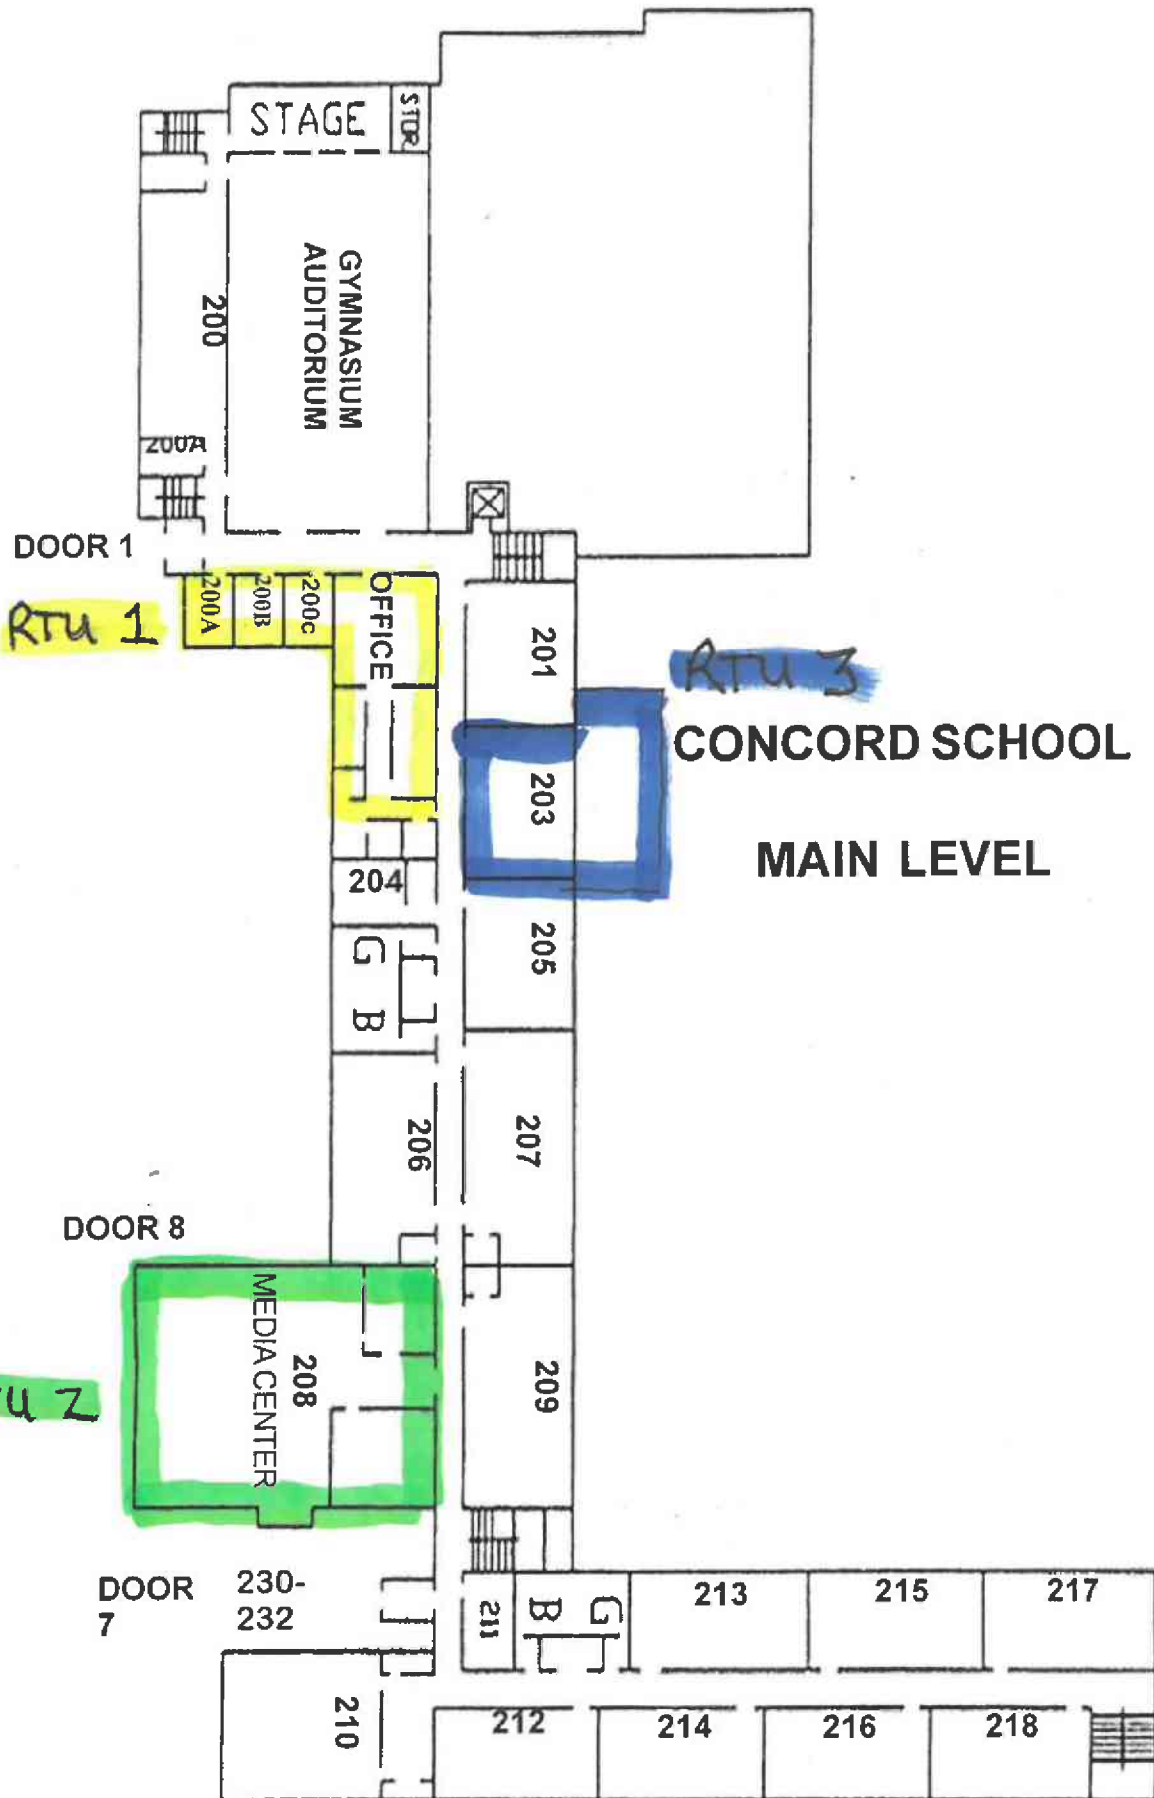 STAGE
STOR
GYMNASIUM
AUDITORIUM
200
200A
DOOR 1
200A
200B
200c
OFFICE
RTU 1
201
RTU 3
CONCORD SCHOOL
203
MAIN LEVEL
204
205
G
B
206
207
DOOR 8
MEDIA CENTER
208
209
U 2
DOOR
7
230-
232
211
B
G
213
215
217
210
212
214
216
218